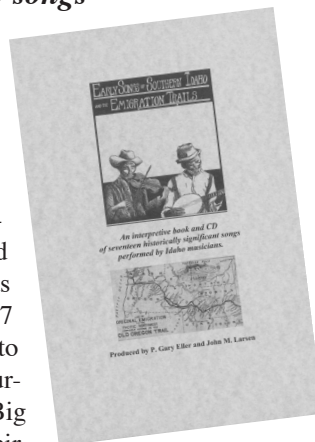 songs
EARLY SONGS OF SOUTHERN IDAHO
AND THE EMIGRATION TRAILS
An interpretive book and CD
of seventeen historically significant songs
performed by Idaho musicians.
OLD OREGON TRAIL
Produced by P. Gary Eller and John M. Larsen
d
s
7
to
ur-
Big